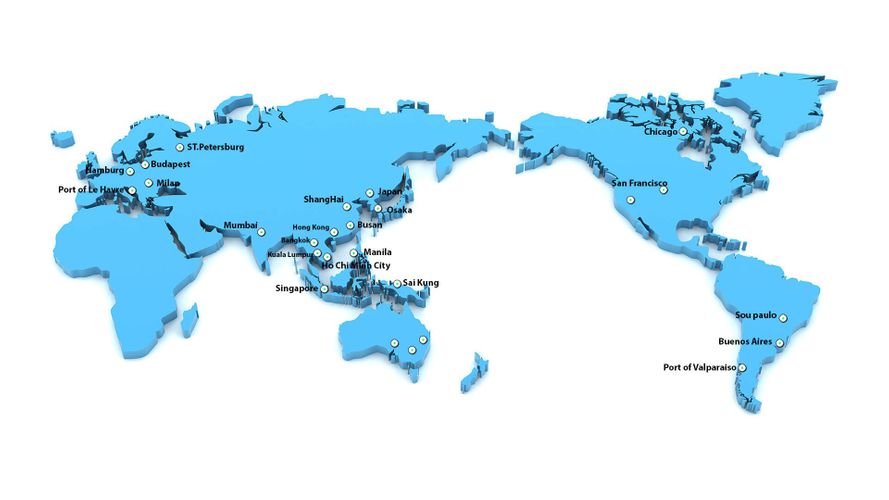 Chicago
ST.Petersburg
Budapest
Hamburg
Milap
San Francisco
Port of Le Havre
Japan
ShangHai
Osaka
Mumbai
Busan
Hong Kong
Bangkok
Manila
Kuala Lumpur
Ho Chi Minh City
Sai Kung
Singapore
Sou paulo
Buenos Aires
Port of Valparaiso